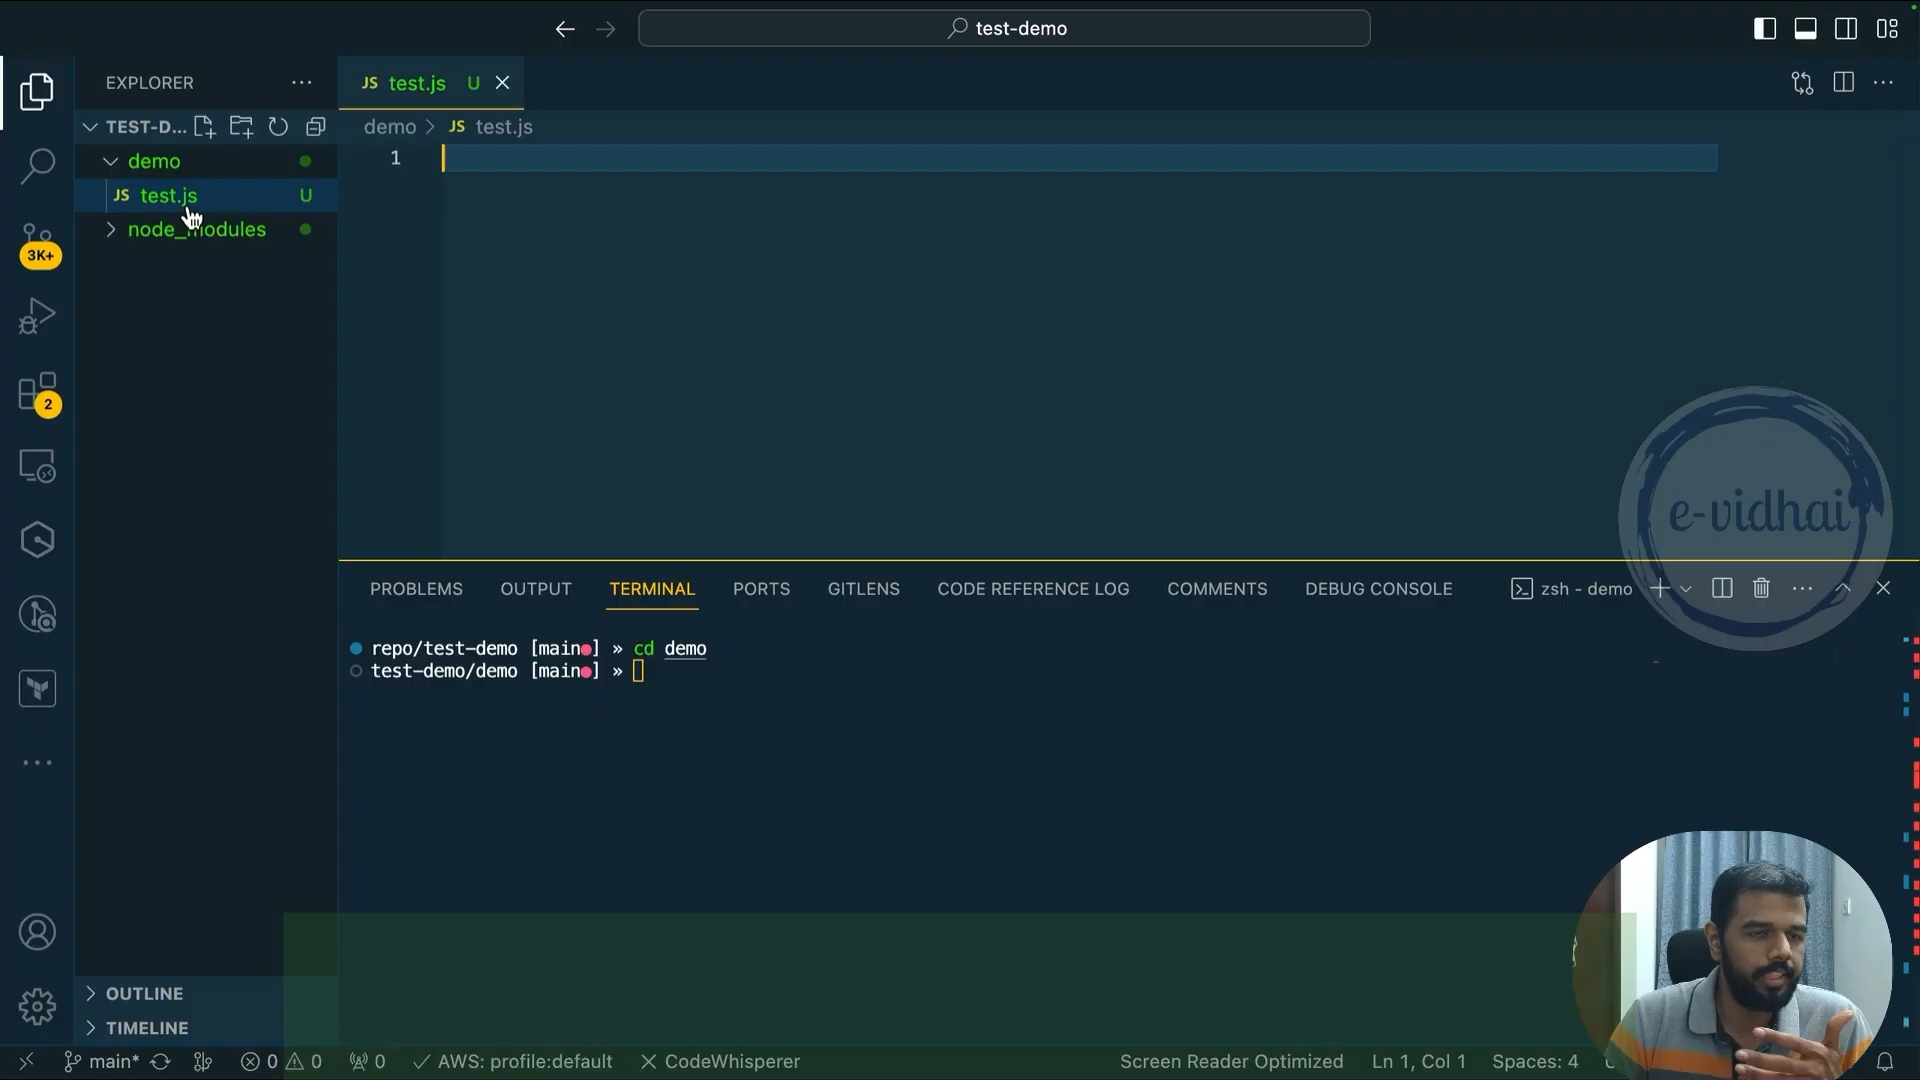 test-demo
EXPLORER
JS test.js U
TEST-D...
demo > JS test.js
demo
1
JS test.js U
node_modules
3K+
2
e-vidhai
PROBLEMS OUTPUT TERMINAL PORTS GITLENS CODE REFERENCE LOG COMMENTS DEBUG CONSOLE zsh - demo
repo/test-demo [main●] » cd demo
test-demo/demo [main●] »
OUTLINE
TIMELINE
main* 0 0 0 AWS: profile:default CodeWhisperer Screen Reader Optimized Ln 1, Col 1 Spaces: 4